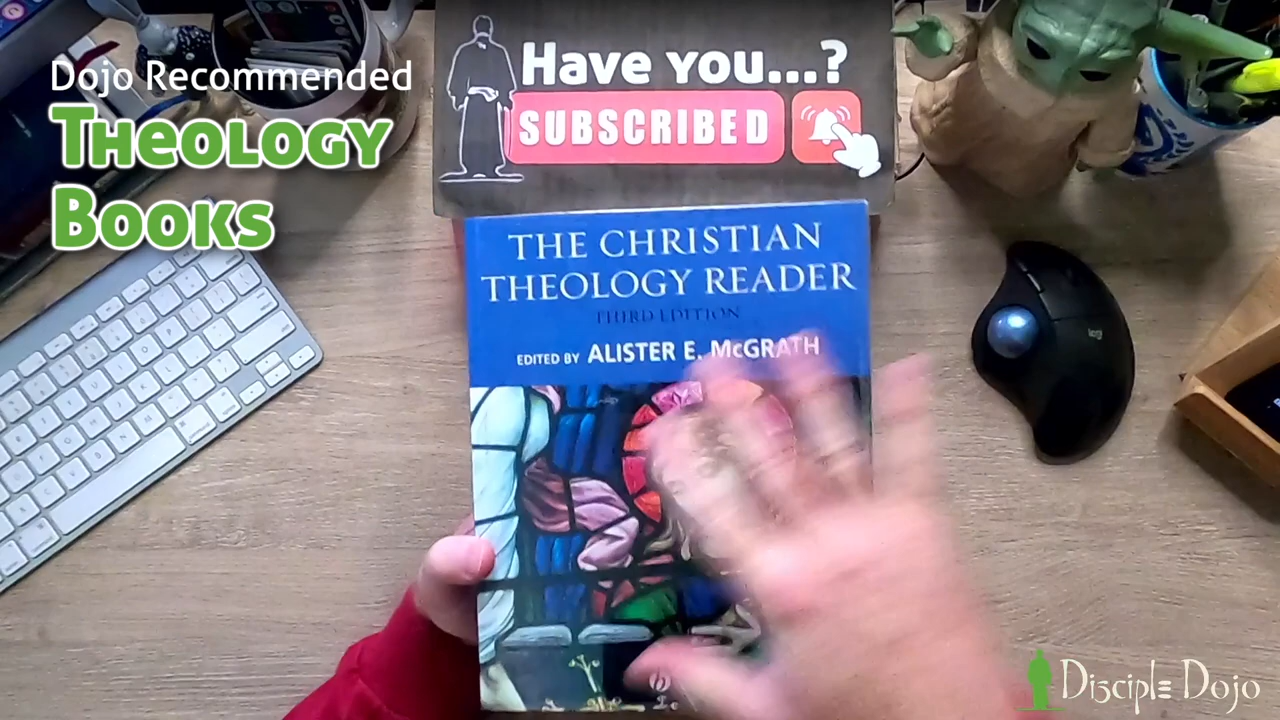 Dojo Recommended
Theology
Books
Have you...?
SUBSCRIBED
THE CHRISTIAN
THEOLOGY READER
THIRD EDITION
EDITED BY ALISTER E. McGRATH
logi
Disciple Dojo